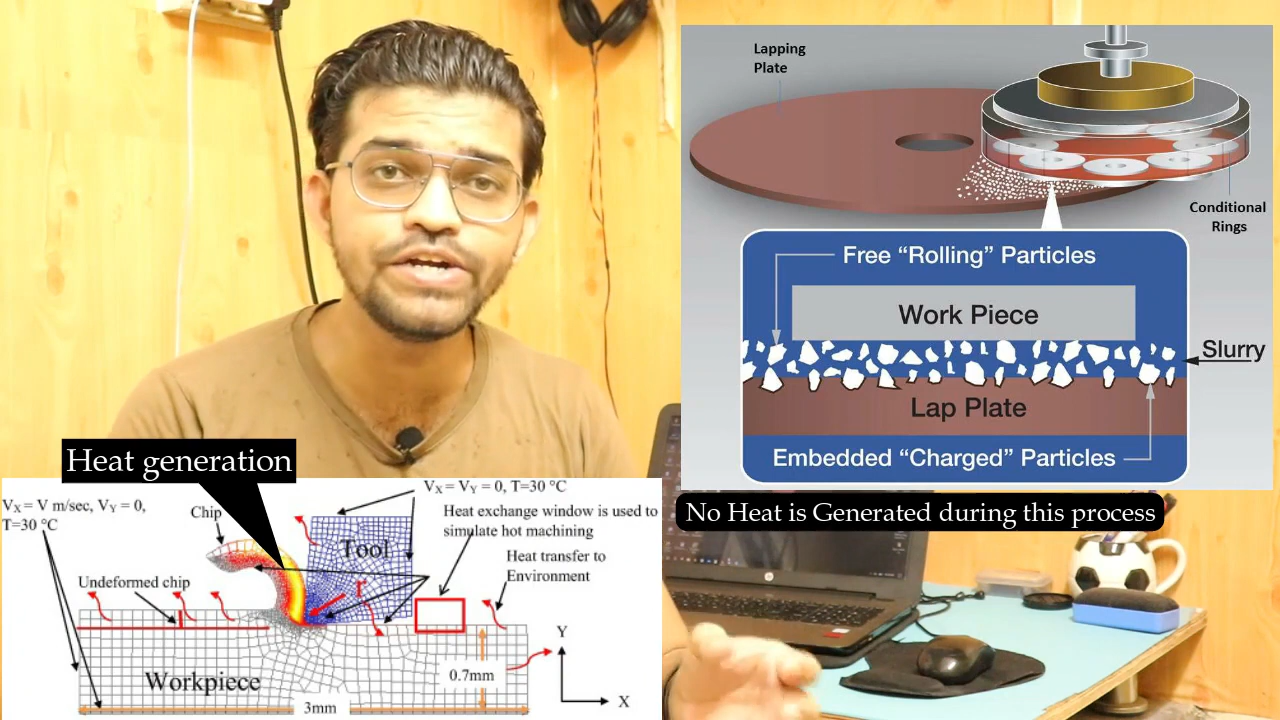 Lapping
Plate
Conditional
Rings
Free “Rolling” Particles
Work Piece
Slurry
Lap Plate
Embedded “Charged” Particles
No Heat is Generated during this process
Heat generation
Vx = V m/sec, VY = 0,
T=30 °C
Chip
Vx = VY = 0, T=30 °C
Heat exchange window is used to
simulate hot machining
Tool
Heat transfer to
Environment
Undeformed chip
r
Workpiece
0.7mm
3mm
Y
X
hp